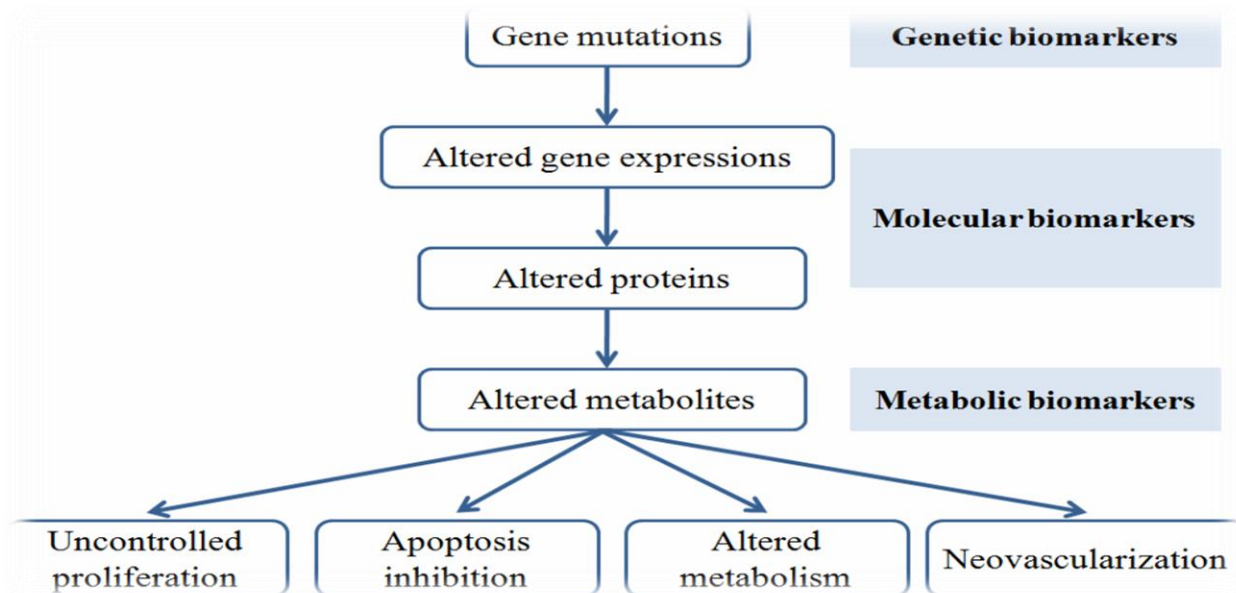 Gene mutations
Genetic biomarkers
Altered gene expressions
Molecular biomarkers
Altered proteins
Altered metabolites
Metabolic biomarkers
Uncontrolled
proliferation
Apoptosis
inhibition
Altered
metabolism
Neovascularization